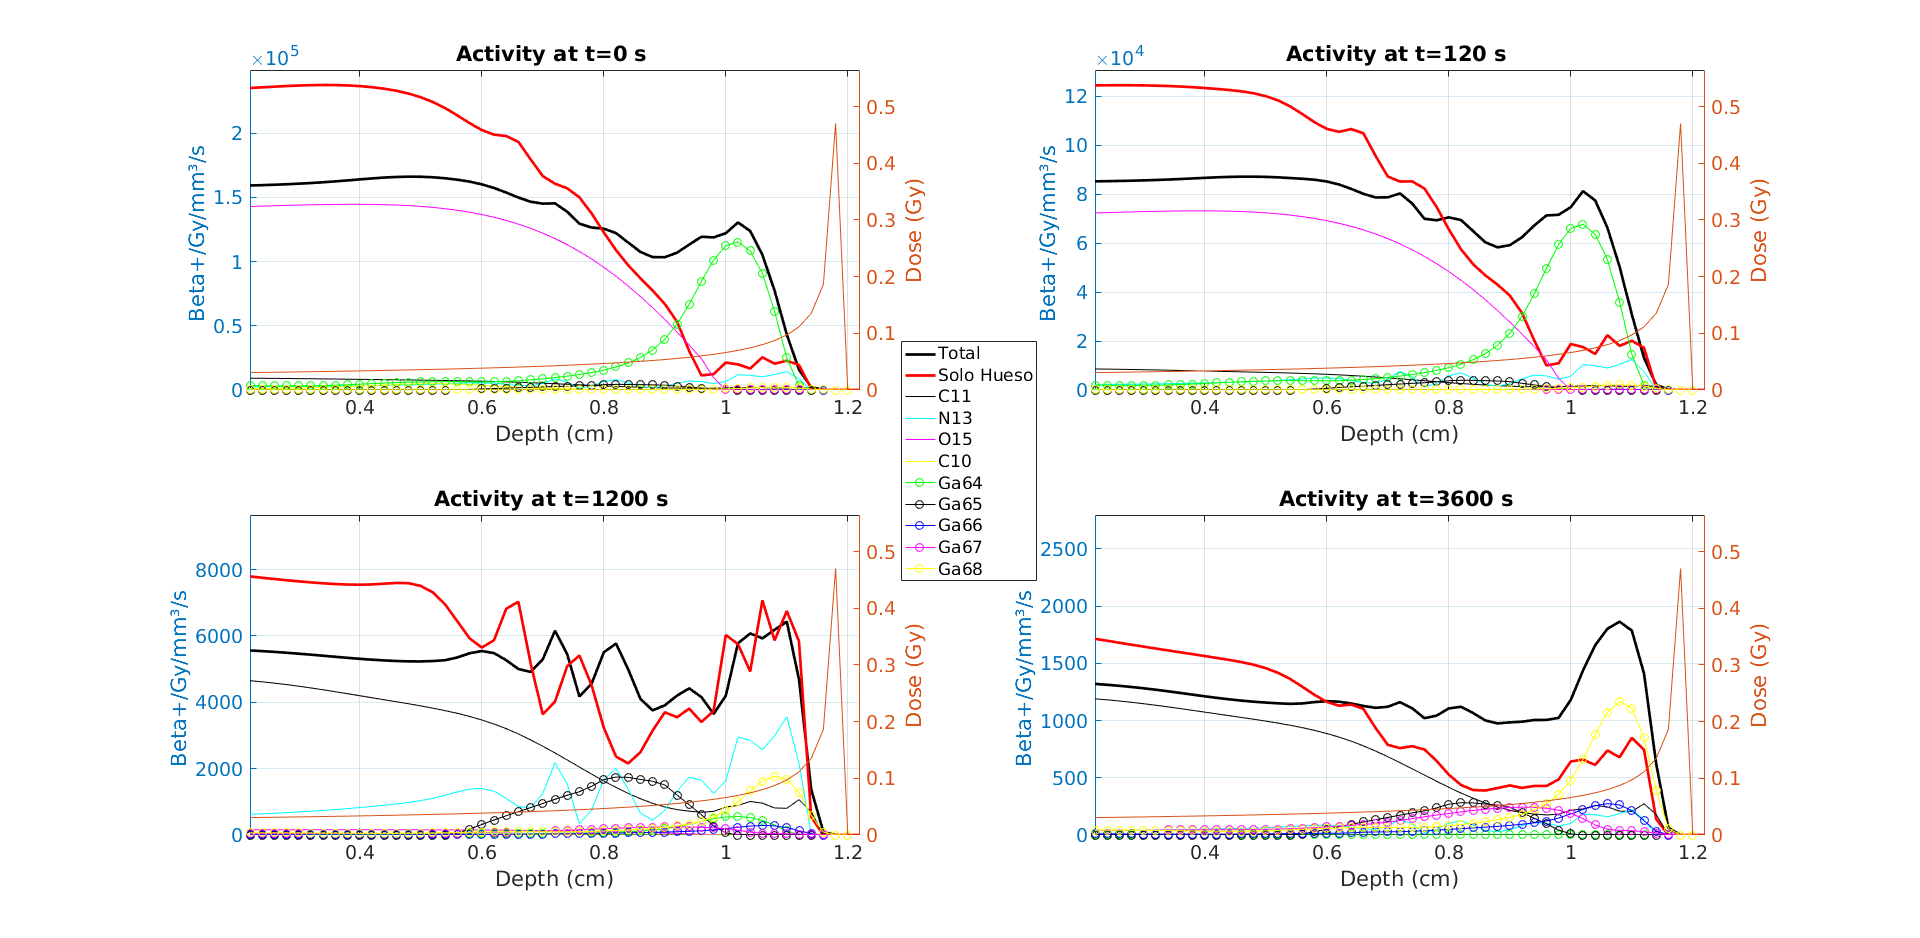 Activity at t=0 s
×10⁵
Beta+/Gy/mm³/s
2
1.5
1
0.5
0
0.5
0.4
0.3
0.2
0.1
0
Dose (Gy)
0.4 0.6 0.8 1 1.2
Depth (cm)
Activity at t=120 s
×10⁴
Beta+/Gy/mm³/s
12
10
8
6
4
2
0
0.5
0.4
0.3
0.2
0.1
0
Dose (Gy)
0.4 0.6 0.8 1 1.2
Depth (cm)
Total
Solo Hueso
C11
N13
O15
C10
Ga64
Ga65
Ga66
Ga67
Ga68
Activity at t=1200 s
Beta+/Gy/mm³/s
8000
6000
4000
2000
0
0.5
0.4
0.3
0.2
0.1
0
Dose (Gy)
0.4 0.6 0.8 1 1.2
Depth (cm)
Activity at t=3600 s
Beta+/Gy/mm³/s
2500
2000
1500
1000
500
0
0.5
0.4
0.3
0.2
0.1
0
Dose (Gy)
0.4 0.6 0.8 1 1.2
Depth (cm)